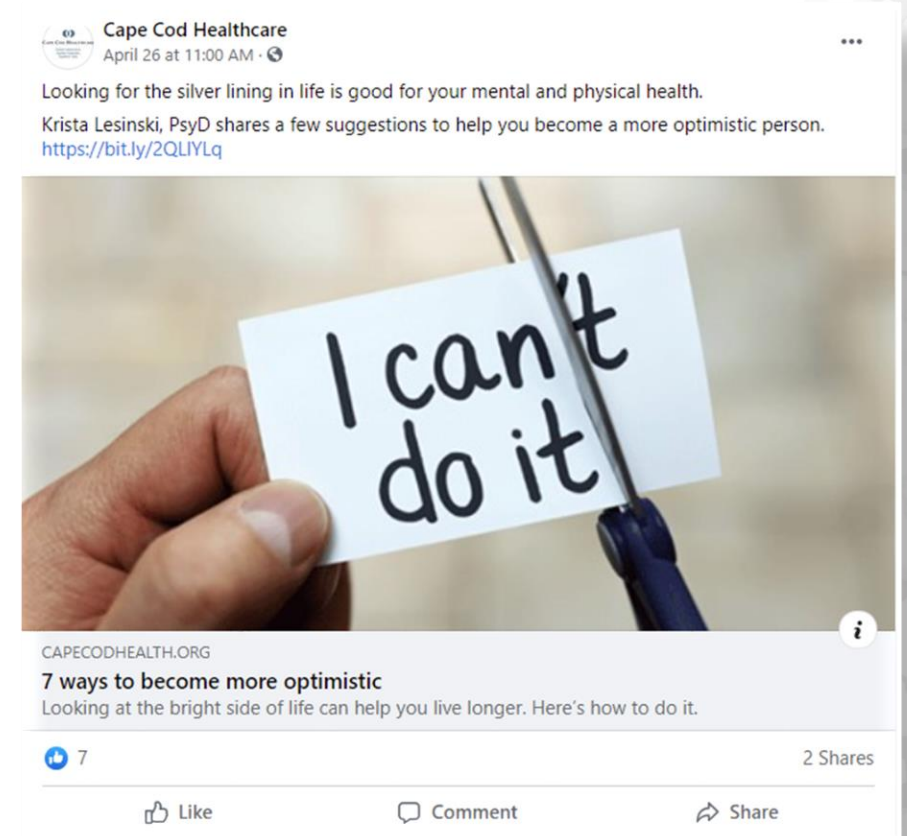 Cape Cod Healthcare
April 26 at 11:00 AM ·
Looking for the silver lining in life is good for your mental and physical health.
Krista Lesinski, PsyD shares a few suggestions to help you become a more optimistic person.
https://bit.ly/2QLIYLq
I can't
do it
CAPECODHEALTH.ORG
7 ways to become more optimistic
Looking at the bright side of life can help you live longer. Here's how to do it.
7
2 Shares
Like
Comment
Share